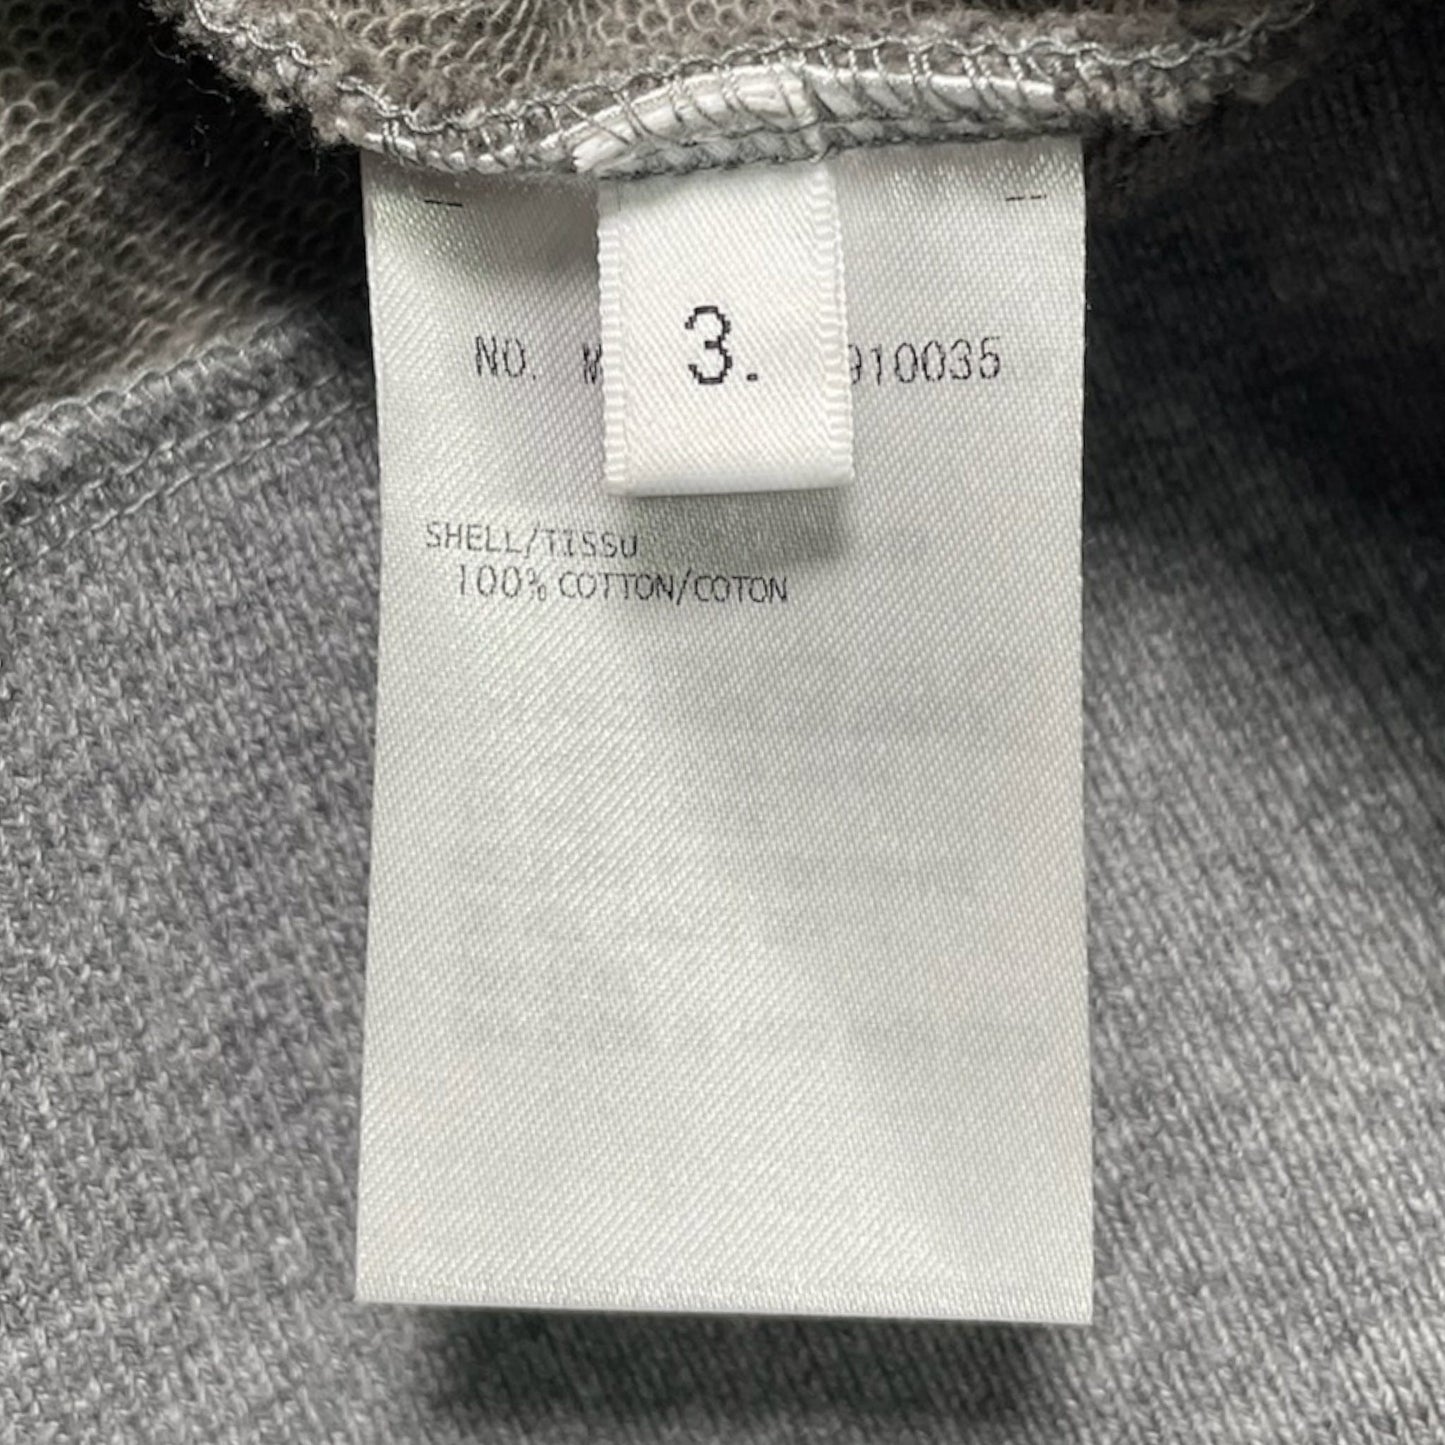 NO.
3.
910035
SHELL/TISSU
100% COTTON/COTON